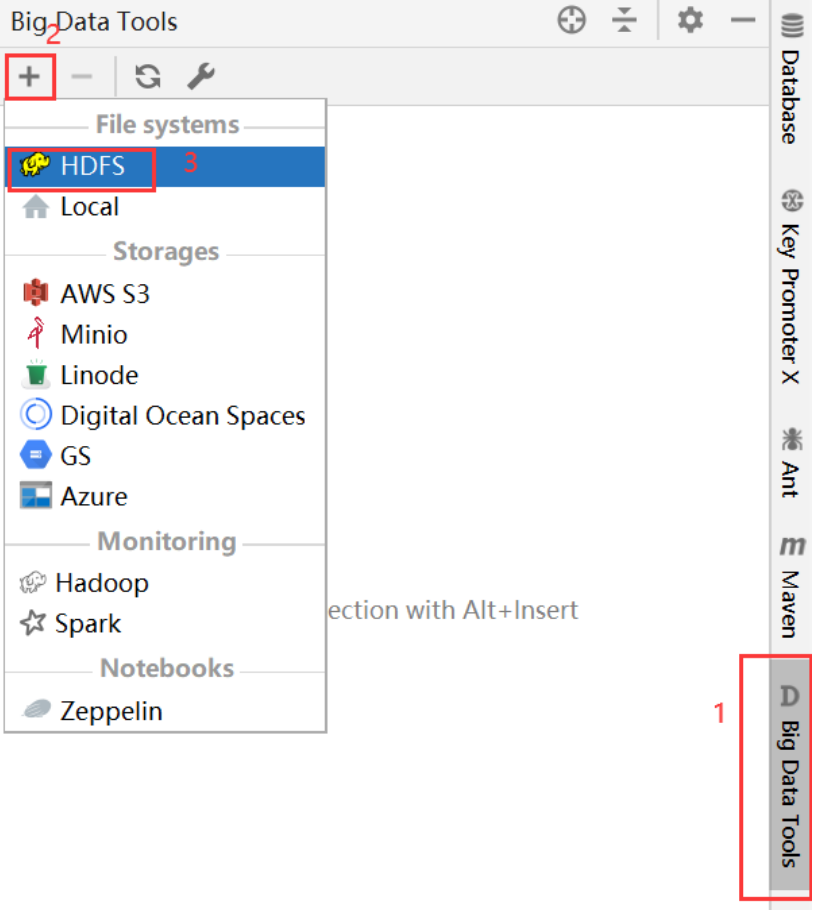 Big Data Tools
2
File systems
HDFS
3
Local
Storages
AWS S3
Minio
Linode
Digital Ocean Spaces
GS
Azure
Monitoring
Hadoop
Spark
ection with Alt+Insert
Notebooks
Zeppelin
1
Database
Key Promoter X
Ant
m Maven
D Big Data Tools